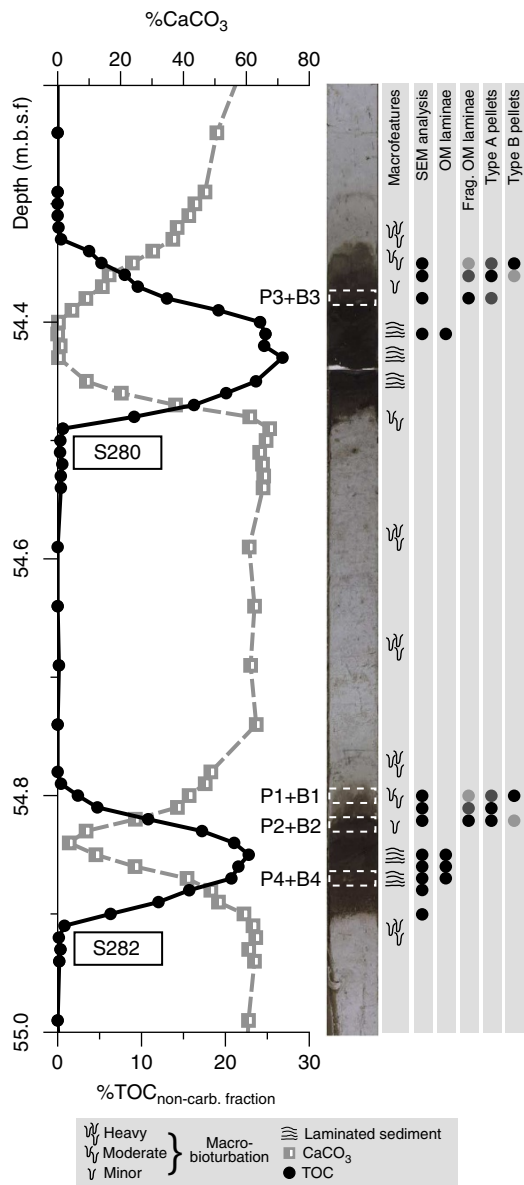 %CaCO3
0 20 40 60 80
Depth (m.b.s.f)
54.4
54.6
54.8
55.0
S280
S282
0 10 20 30
%TOCnon-carb. fraction
P3+B3
P1+B1
P2+B2
P4+B4
Macrofeatures
SEM analysis
OM laminae
Frag. OM laminae
Type A pellets
Type B pellets
Heavy
Moderate
Minor
Macro-
bioturbation
Laminated sediment
CaCO3
TOC